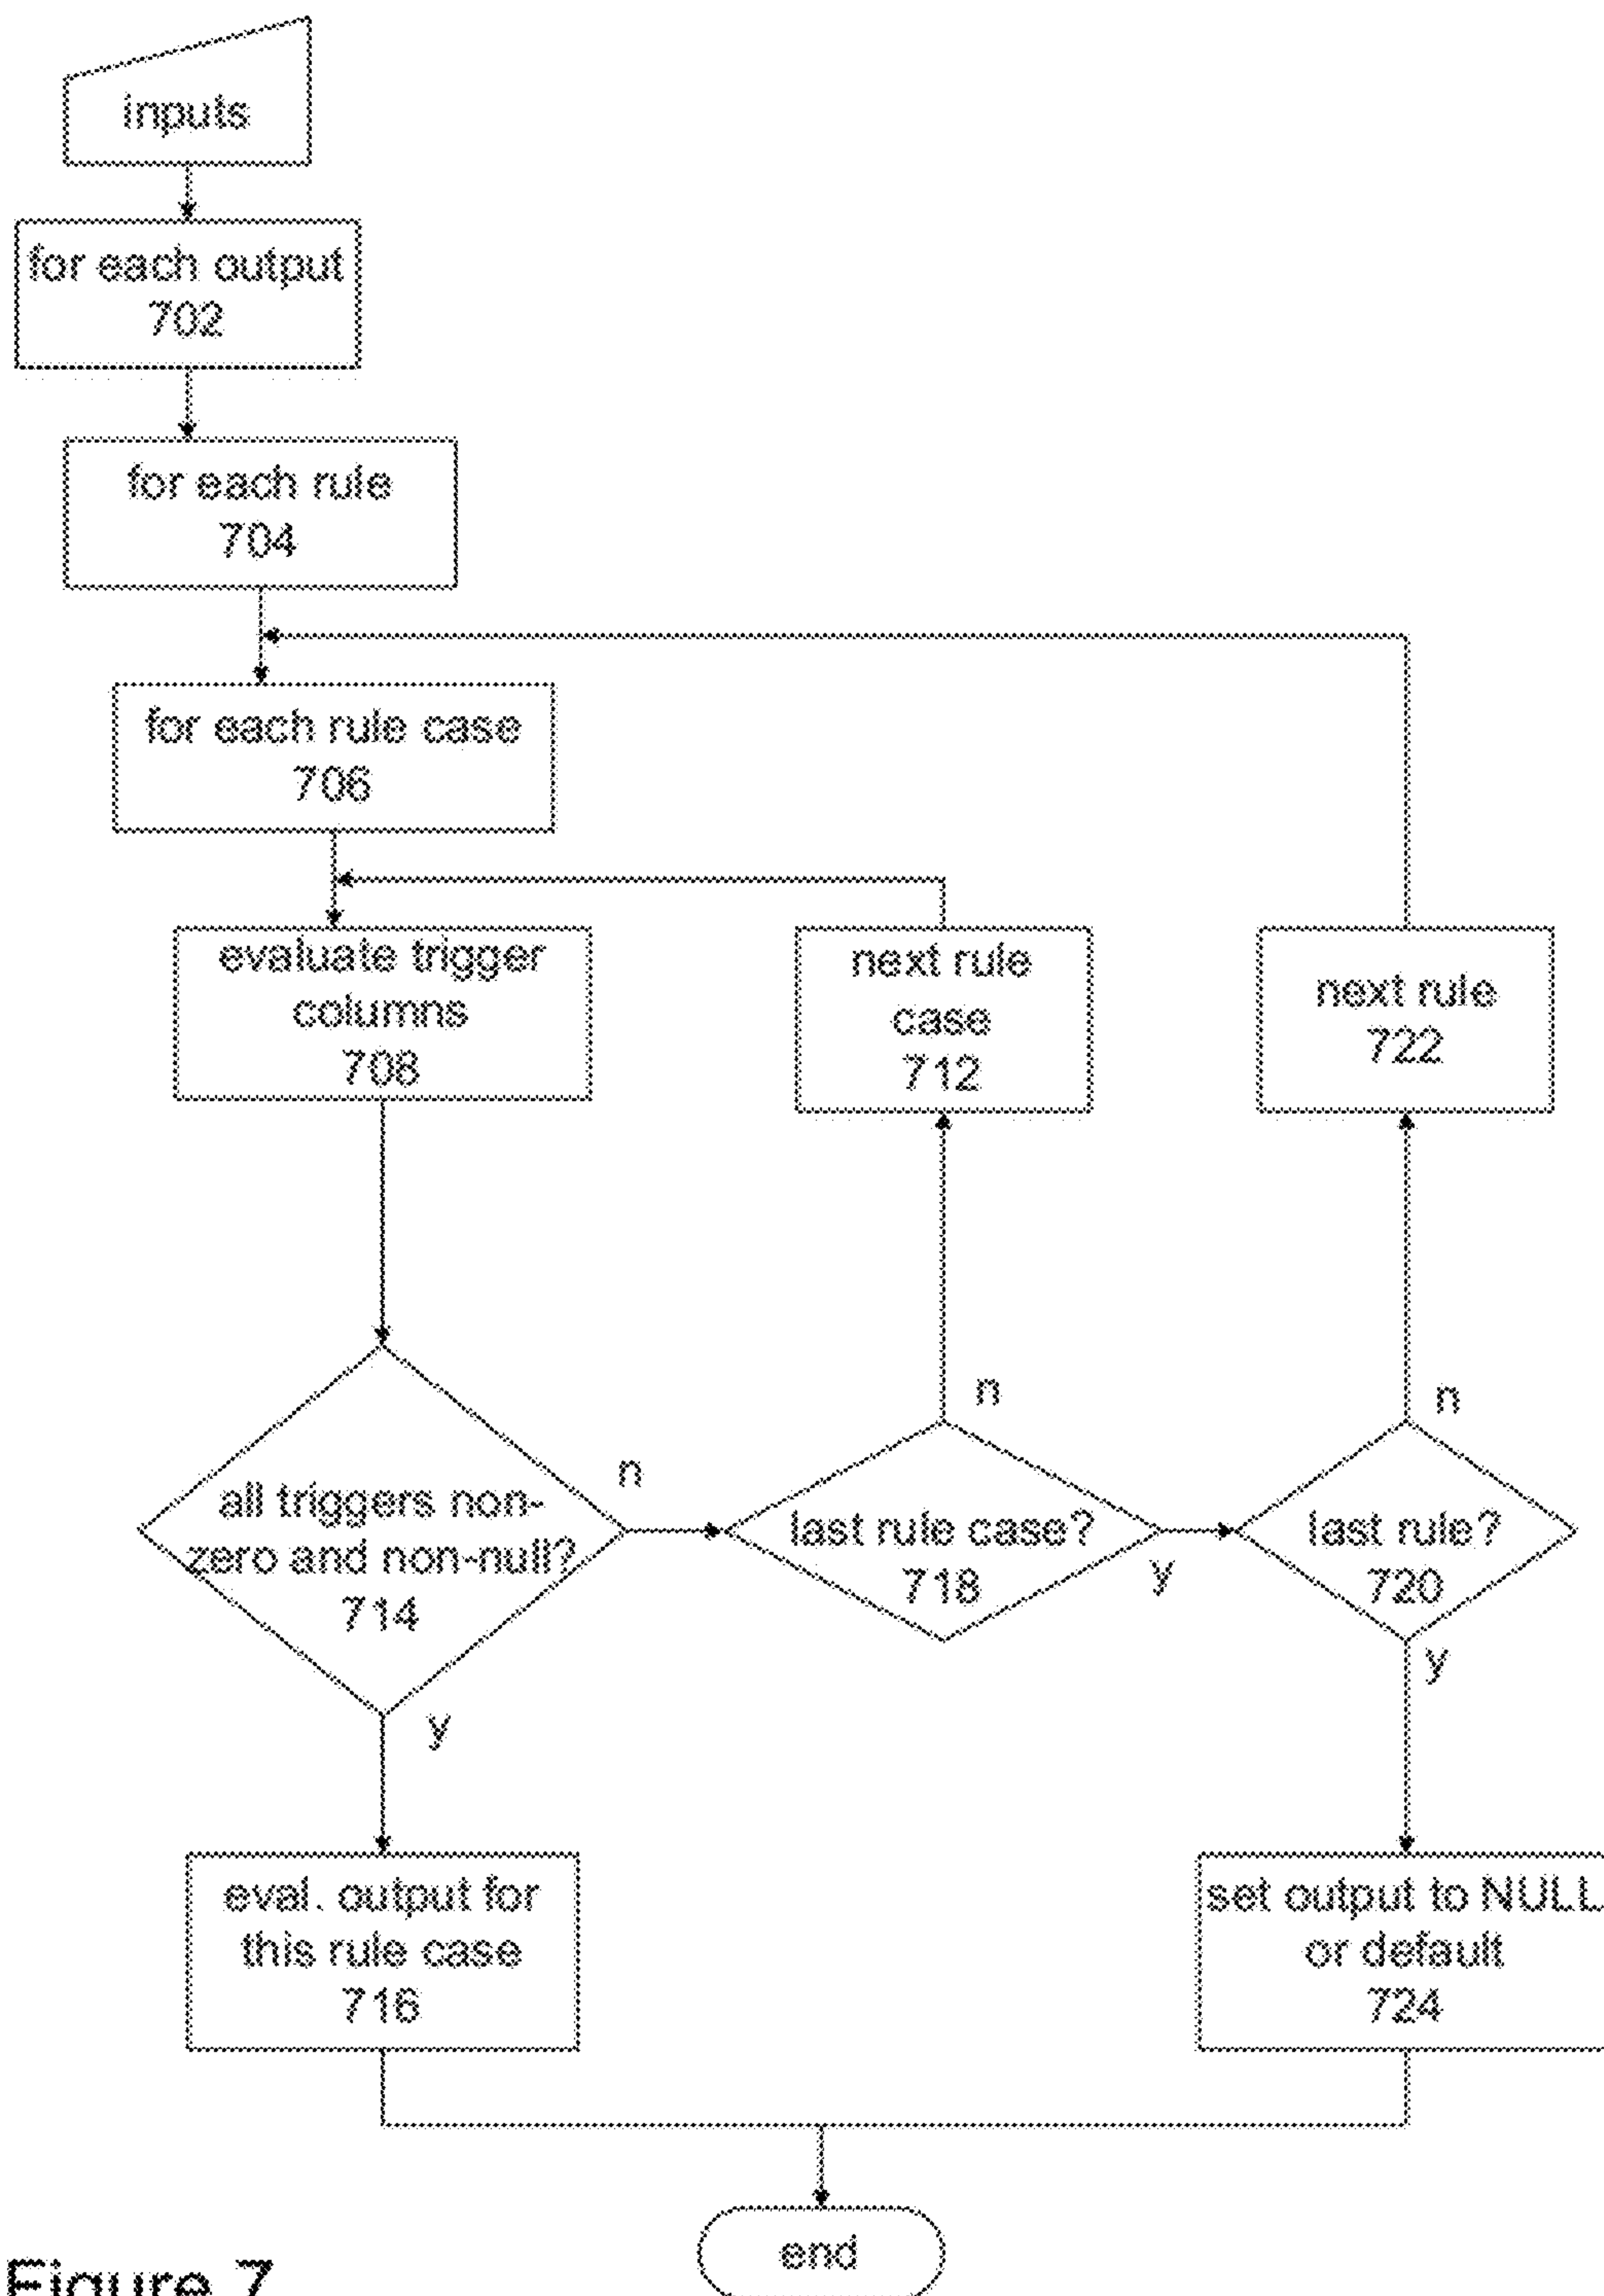 inputs
for each output
702
for each rule
704
for each rule case
706
evaluate trigger
columns
708
next rule
case
712
next rule
722
n
n
n
all triggers non-
zero and non-null?
714
last rule case?
718
y
last rule?
720
y
y
eval. output for
this rule case
716
set output to NULL
or default
724
end
Figure 7